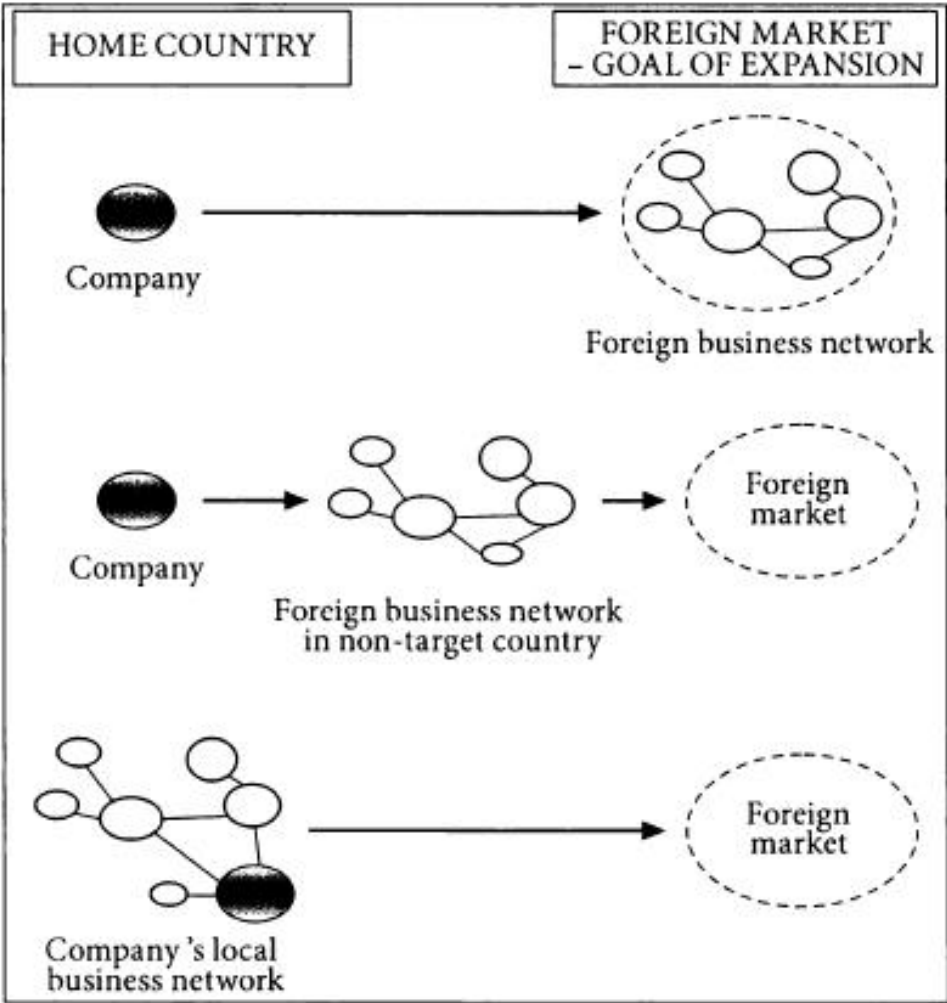 HOME COUNTRY
FOREIGN MARKET
– GOAL OF EXPANSION
Company
Foreign business network
Company
Foreign business network
in non-target country
Foreign
market
Company's local
business network
Foreign
market